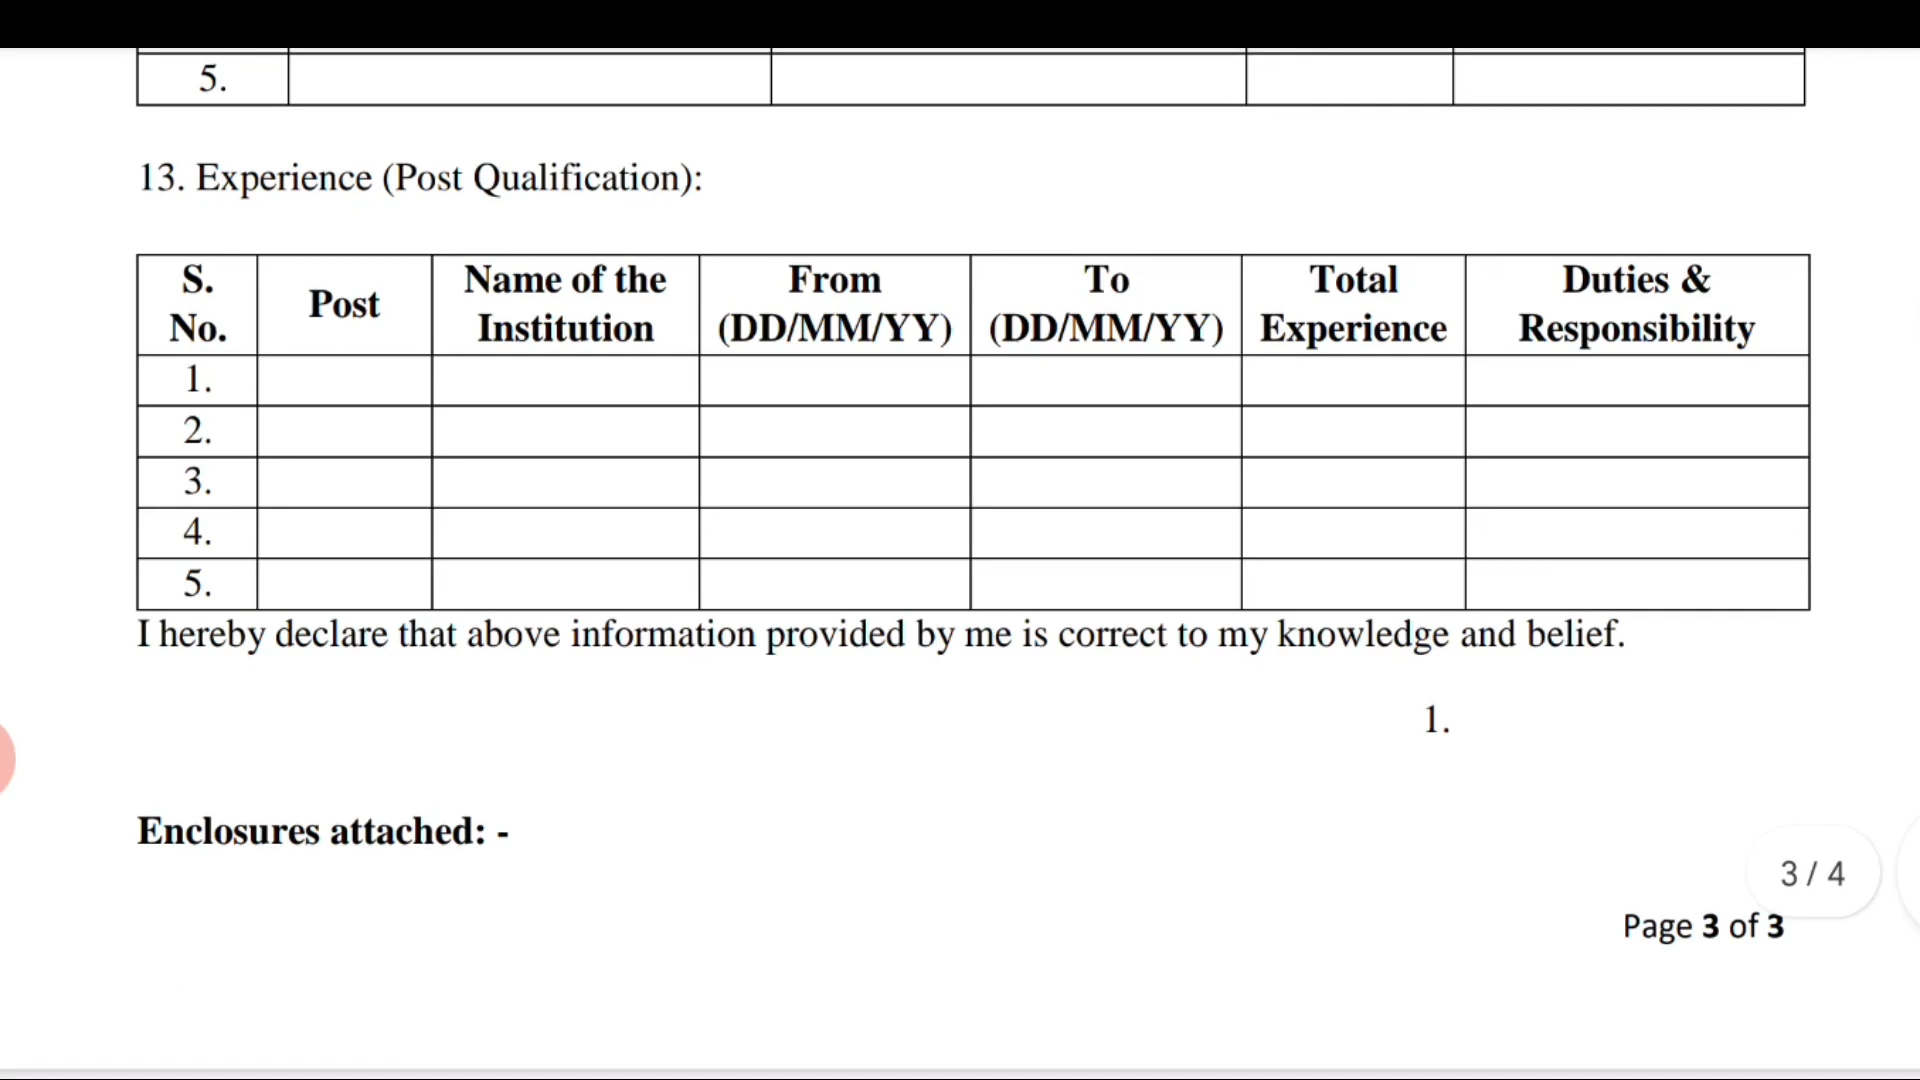 5.
13. Experience (Post Qualification):
S. No. Post Name of the Institution From (DD/MM/YY) To (DD/MM/YY) Total Experience Duties & Responsibility
1.
2.
3.
4.
5.
I hereby declare that above information provided by me is correct to my knowledge and belief.
1.
Enclosures attached: -
3 / 4
Page 3 of 3